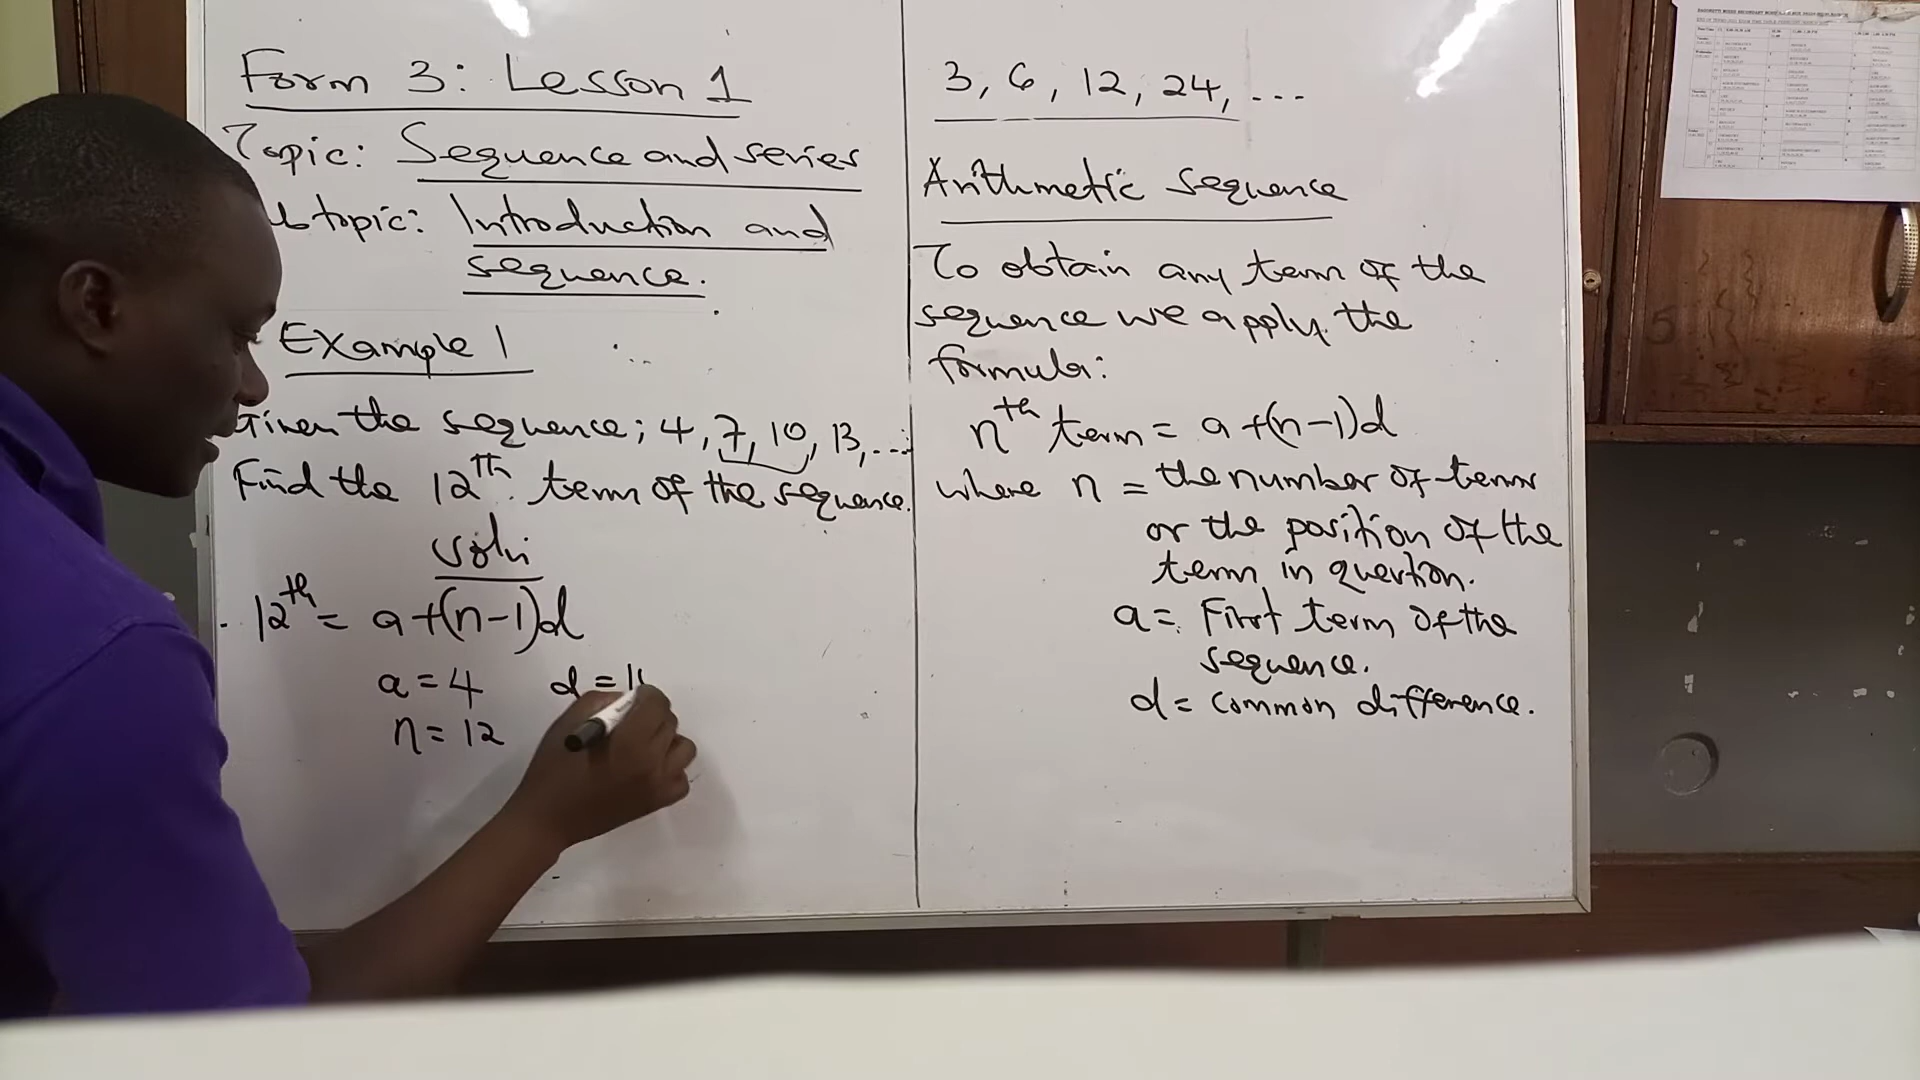 Form 3: Lesson 1
Topic: Sequence and series
btopic: Introduction and
sequence.
Example 1
Given the sequence; 4, 7, 10, 13, ...
Find the 12th term of the sequence.
Soln
12th = a+(n-1)d
a = 4 d =
n = 12
3, 6, 12, 24, ...
Arithmetic sequence
To obtain any term of the
sequence we apply the
formula:
nth term = a+(n-1)d
where n = the number of terms
or the position of the
term in question.
a = First term of the
sequence.
d = common difference.